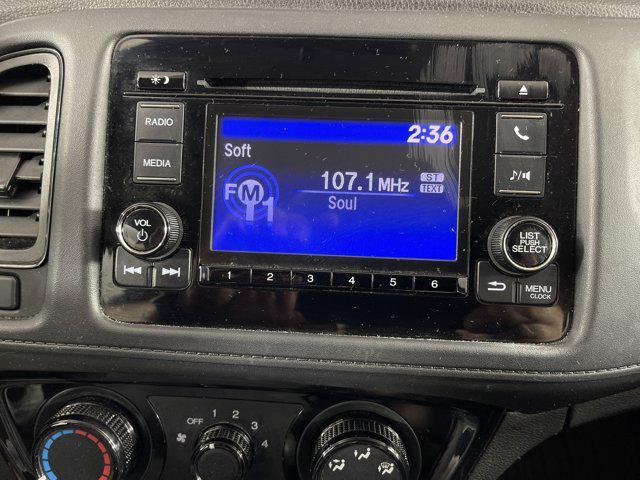 RADIO
MEDIA
VOL
2:36
Soft
FM1
107.1 MHz
ST
TEXT
Soul
LIST
PUSH
SELECT
1 2 3 4 5 6
MENU
CLOCK
OFF 1 2 3 4